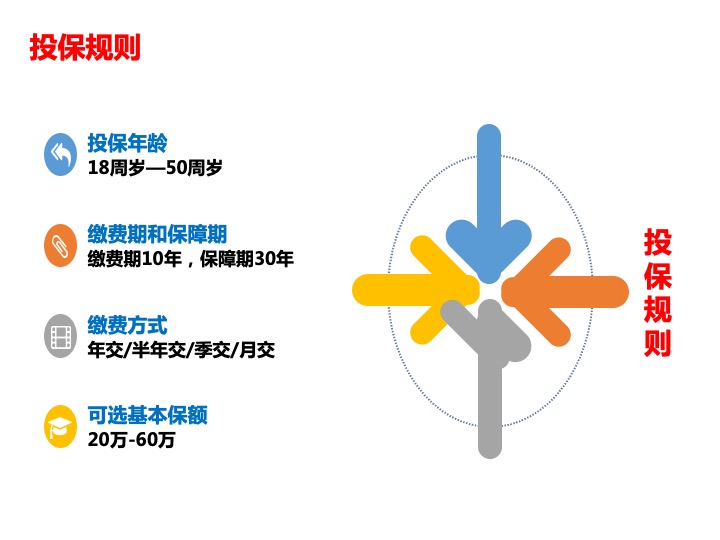 投保规则
投保年龄
18周岁—50周岁
缴费期和保障期
缴费期10年，保障期30年
缴费方式
年交/半年交/季交/月交
可选基本保额
20万-60万
投
保
规
则